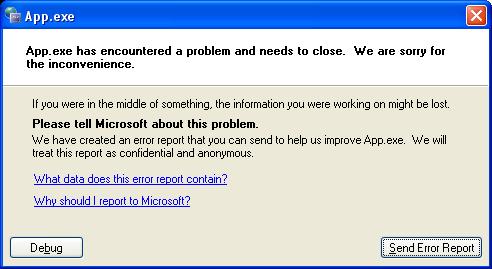 App.exe
App.exe has encountered a problem and needs to close.  We are sorry for
the inconvenience.
If you were in the middle of something, the information you were working on might be lost.
Please tell Microsoft about this problem.
We have created an error report that you can send to help us improve App.exe.  We will
treat this report as confidential and anonymous.
What data does this error report contain?
Why should I report to Microsoft?
Debug
Send Error Report